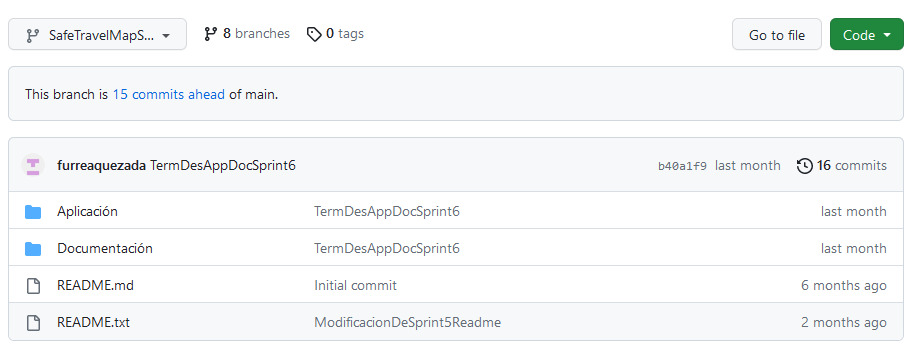 SafeTravelMapS... 8 branches 0 tags Go to file Code
This branch is 15 commits ahead of main.
furreaquezada TermDesAppDocSprint6 b40a1f9 last month 16 commits
Aplicación TermDesAppDocSprint6 last month
Documentación TermDesAppDocSprint6 last month
README.md Initial commit 6 months ago
README.txt ModificacionDeSprint5Readme 2 months ago